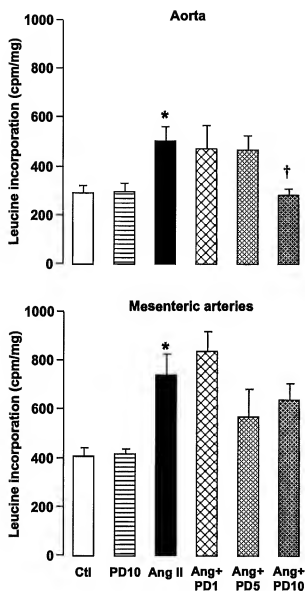 Aorta
Leucine incorporation (cpm/mg)
1000
800
600
400
200
0
*
†
Mesenteric arteries
Leucine incorporation (cpm/mg)
1000
800
600
400
200
0
*
Ctl PD10 Ang II Ang+ Ang+ Ang+
PD1 PD5 PD10